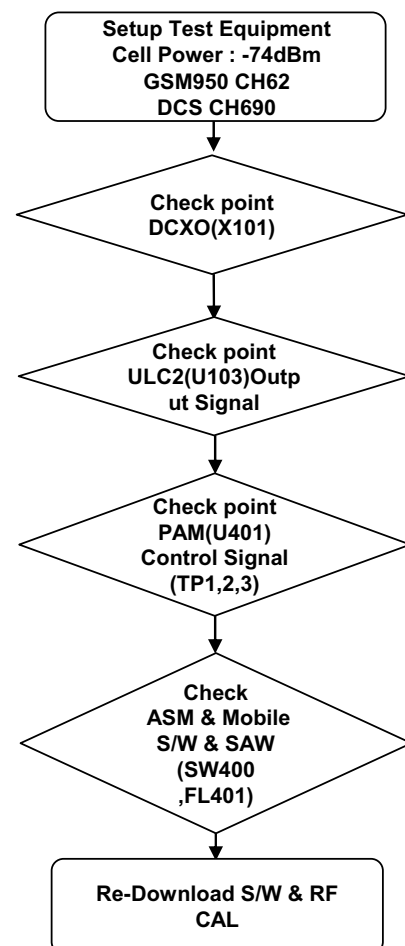 Setup Test Equipment
Cell Power : -74dBm
GSM950 CH62
DCS CH690
Check point
DCXO(X101)
Check point
ULC2(U103)Outp
ut Signal
Check point
PAM(U401)
Control Signal
(TP1,2,3)
Check
ASM & Mobile
S/W & SAW
(SW400
,FL401)
Re-Download S/W & RF
CAL